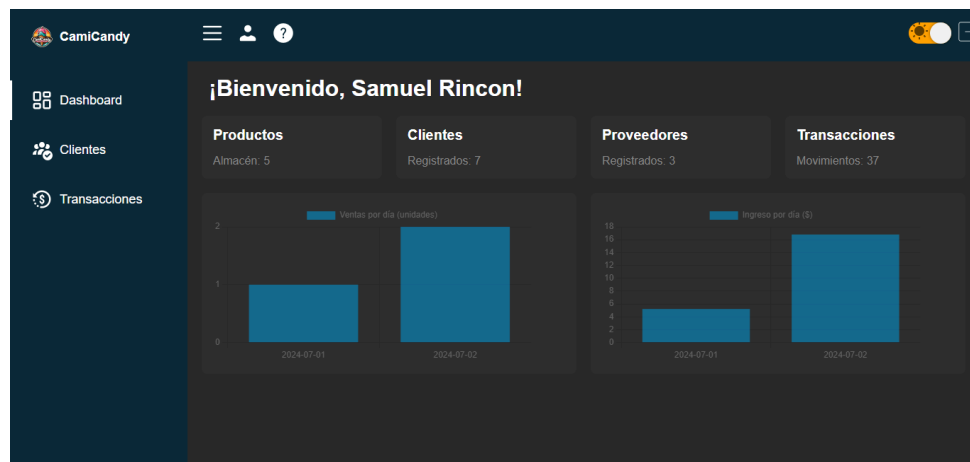 CamiCandy
?
¡Bienvenido, Samuel Rincon!
Dashboard
Clientes
Transacciones
Productos
Almacén: 5
Clientes
Registrados: 7
Proveedores
Registrados: 3
Transacciones
Movimientos: 37
Ventas por día (unidades)
2
1
0
2024-07-01
2024-07-02
Ingreso por día ($)
18
16
14
12
10
8
6
4
2
0
2024-07-01
2024-07-02